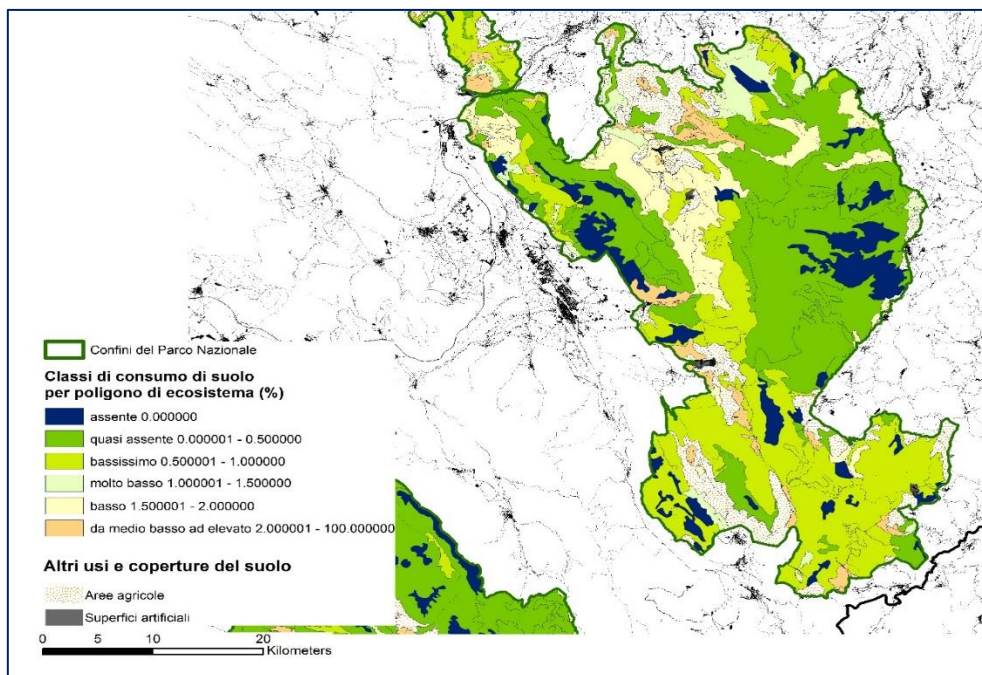 Confini del Parco Nazionale
Classi di consumo di suolo
per poligono di ecosistema (%)
assente 0.000000
quasi assente 0.000001 - 0.500000
bassissimo 0.500001 - 1.000000
molto basso 1.000001 - 1.500000
basso 1.500001 - 2.000000
da medio basso ad elevato 2.000001 - 100.000000
Altri usi e coperture del suolo
Aree agricole
Superfici artificiali
0 10 20
Kilometers